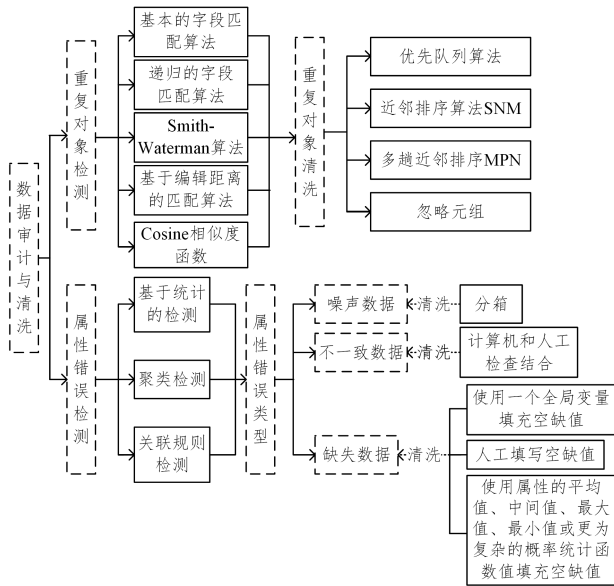 数据审计与清洗
重复对象检测
基本的字段匹
配算法
递归的字段
匹配算法
Smith-
Waterman算法
基于编辑距离
的匹配算法
Cosine相似度
函数
重复对象清洗
优先队列算法
近邻排序算法SNM
多趟近邻排序MPN
忽略元组
属性错误检测
基于统计
的检测
聚类检测
关联规则
检测
属性错误类型
噪声数据
清洗
分箱
不一致数据
清洗
计算机和人工
检查结合
缺失数据
清洗
使用一个全局变量
填充空缺值
人工填写空缺值
使用属性的平均
值、中间值、最大
值、最小值或更为
复杂的概率统计函
数值填充空缺值